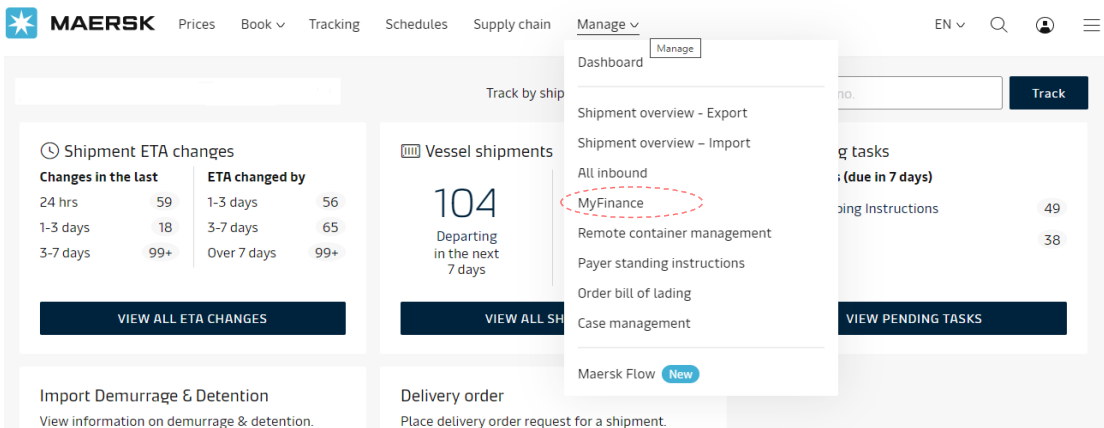 MAERSK Prices Book Tracking Schedules Supply chain Manage EN
Manage
Dashboard
Shipment overview - Export
Shipment overview – Import
All inbound
MyFinance
Remote container management
Payer standing instructions
Order bill of lading
Case management
Maersk Flow New
Track by ship
no.
Track
Shipment ETA changes
Changes in the last
ETA changed by
24 hrs 59
1-3 days 56
1-3 days 18
3-7 days 65
3-7 days 99+
Over 7 days 99+
VIEW ALL ETA CHANGES
Vessel shipments
104
Departing
in the next
7 days
VIEW ALL SH
g tasks
(due in 7 days)
ping Instructions 49
38
VIEW PENDING TASKS
Import Demurrage & Detention
View information on demurrage & detention.
Delivery order
Place delivery order request for a shipment.